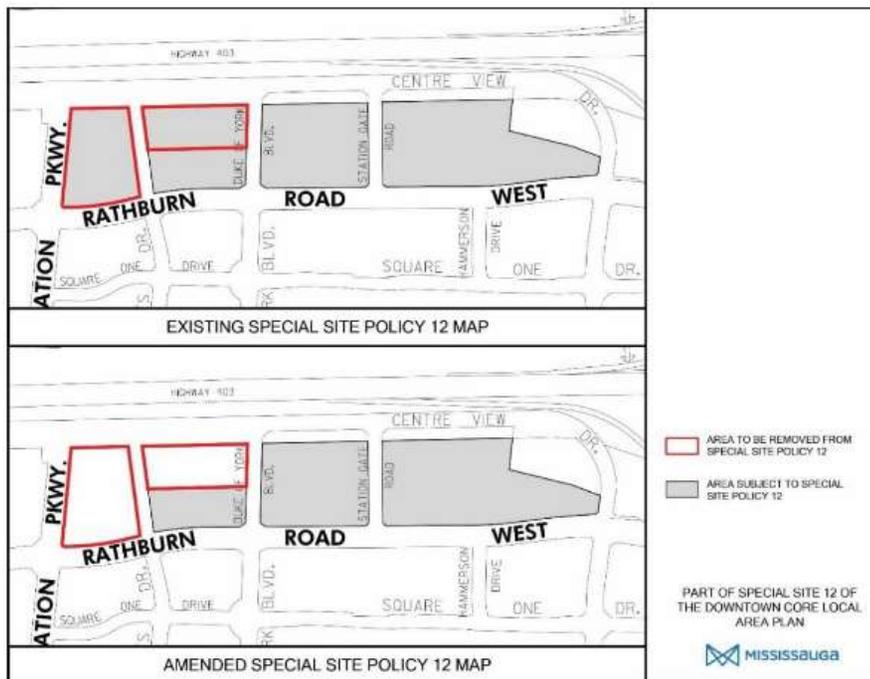 HIGHWAY 403
CENTRE VIEW
DR.
PKWY.
DUKE OF YORK
BLVD.
STATION GATE
ROAD
RATHBURN ROAD WEST
ATION
SQUARE ONE DRIVE
DR.
S
BLVD.
RK
SQUARE ONE DR.
HAMMERSON
DRIVE
EXISTING SPECIAL SITE POLICY 12 MAP
HIGHWAY 403
CENTRE VIEW
DR.
PKWY.
DUKE OF YORK
BLVD.
STATION GATE
ROAD
RATHBURN ROAD WEST
ATION
SQUARE ONE DRIVE
DR.
S
BLVD.
RK
SQUARE ONE DR.
HAMMERSON
DRIVE
AMENDED SPECIAL SITE POLICY 12 MAP
AREA TO BE REMOVED FROM
SPECIAL SITE POLICY 12
AREA SUBJECT TO SPECIAL
SITE POLICY 12
PART OF SPECIAL SITE 12 OF
THE DOWNTOWN CORE LOCAL
AREA PLAN
MISSISSAUGA